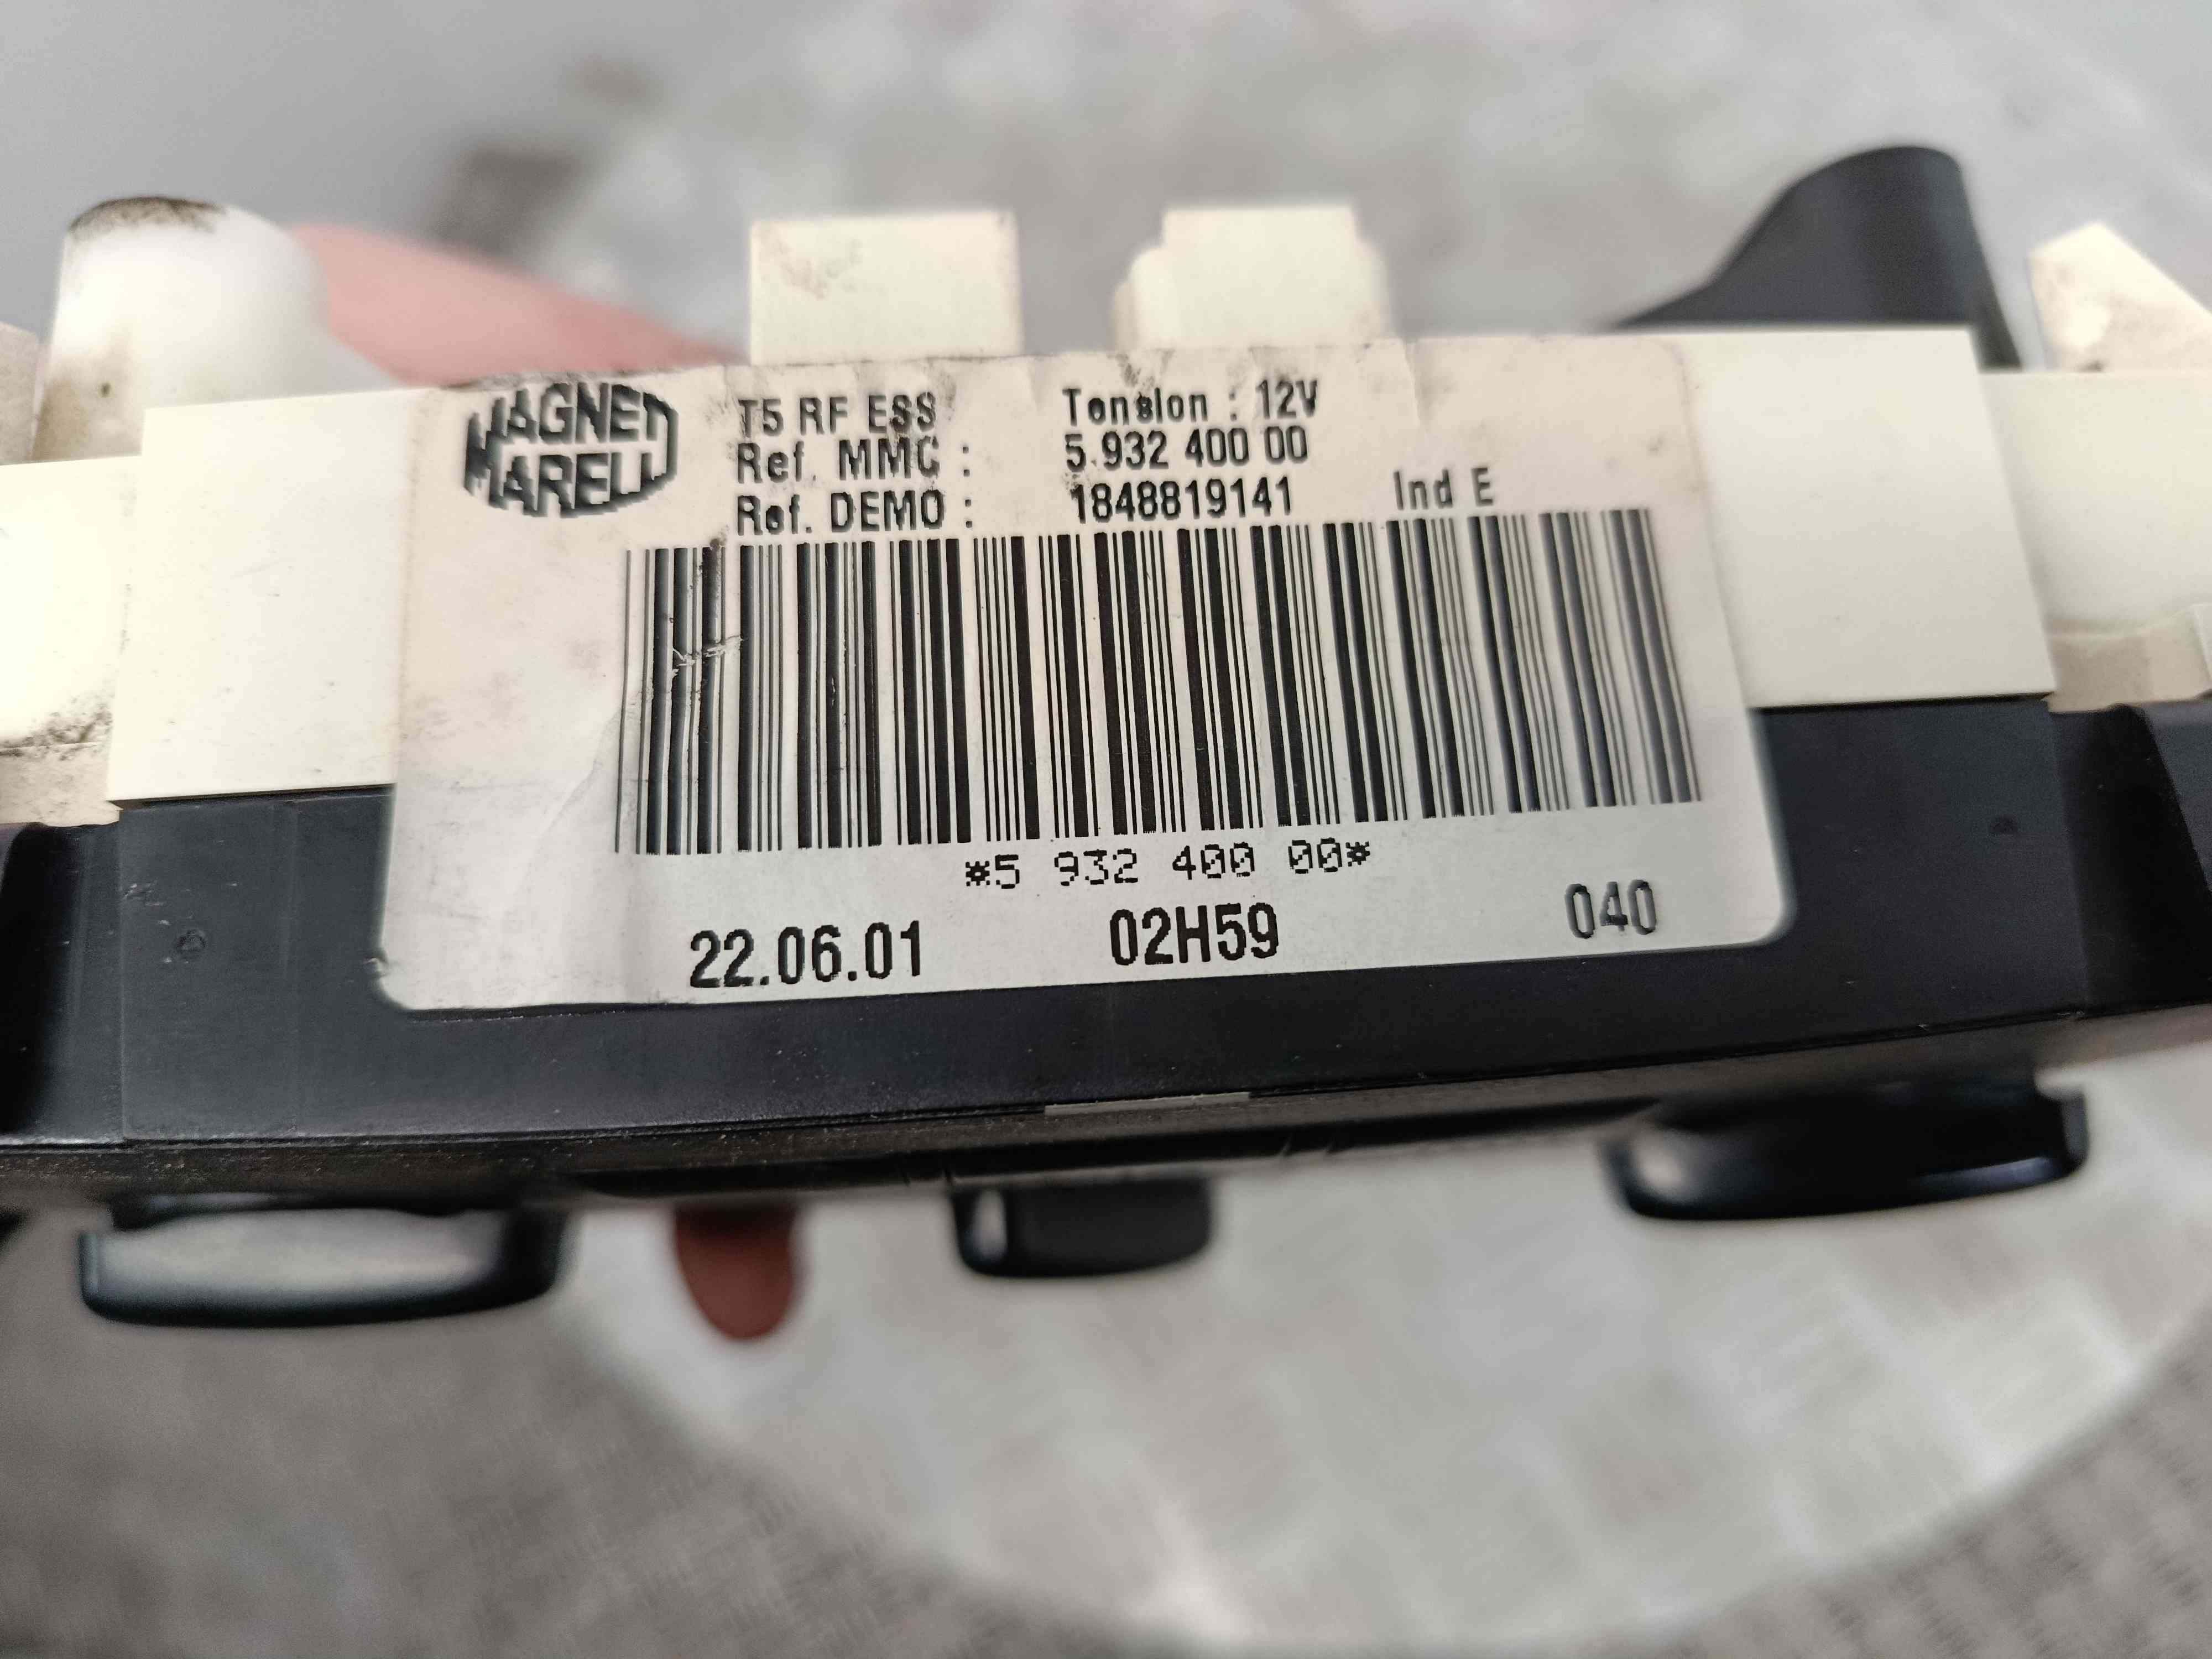 MAGNETI MARELLI
T5 RF ESS Tension : 12V
Ref. MMC : 5.932 400 00
Ref. DEMO : 1848819141 Ind E
*5 932 400 00*
22.06.01 02H59 040